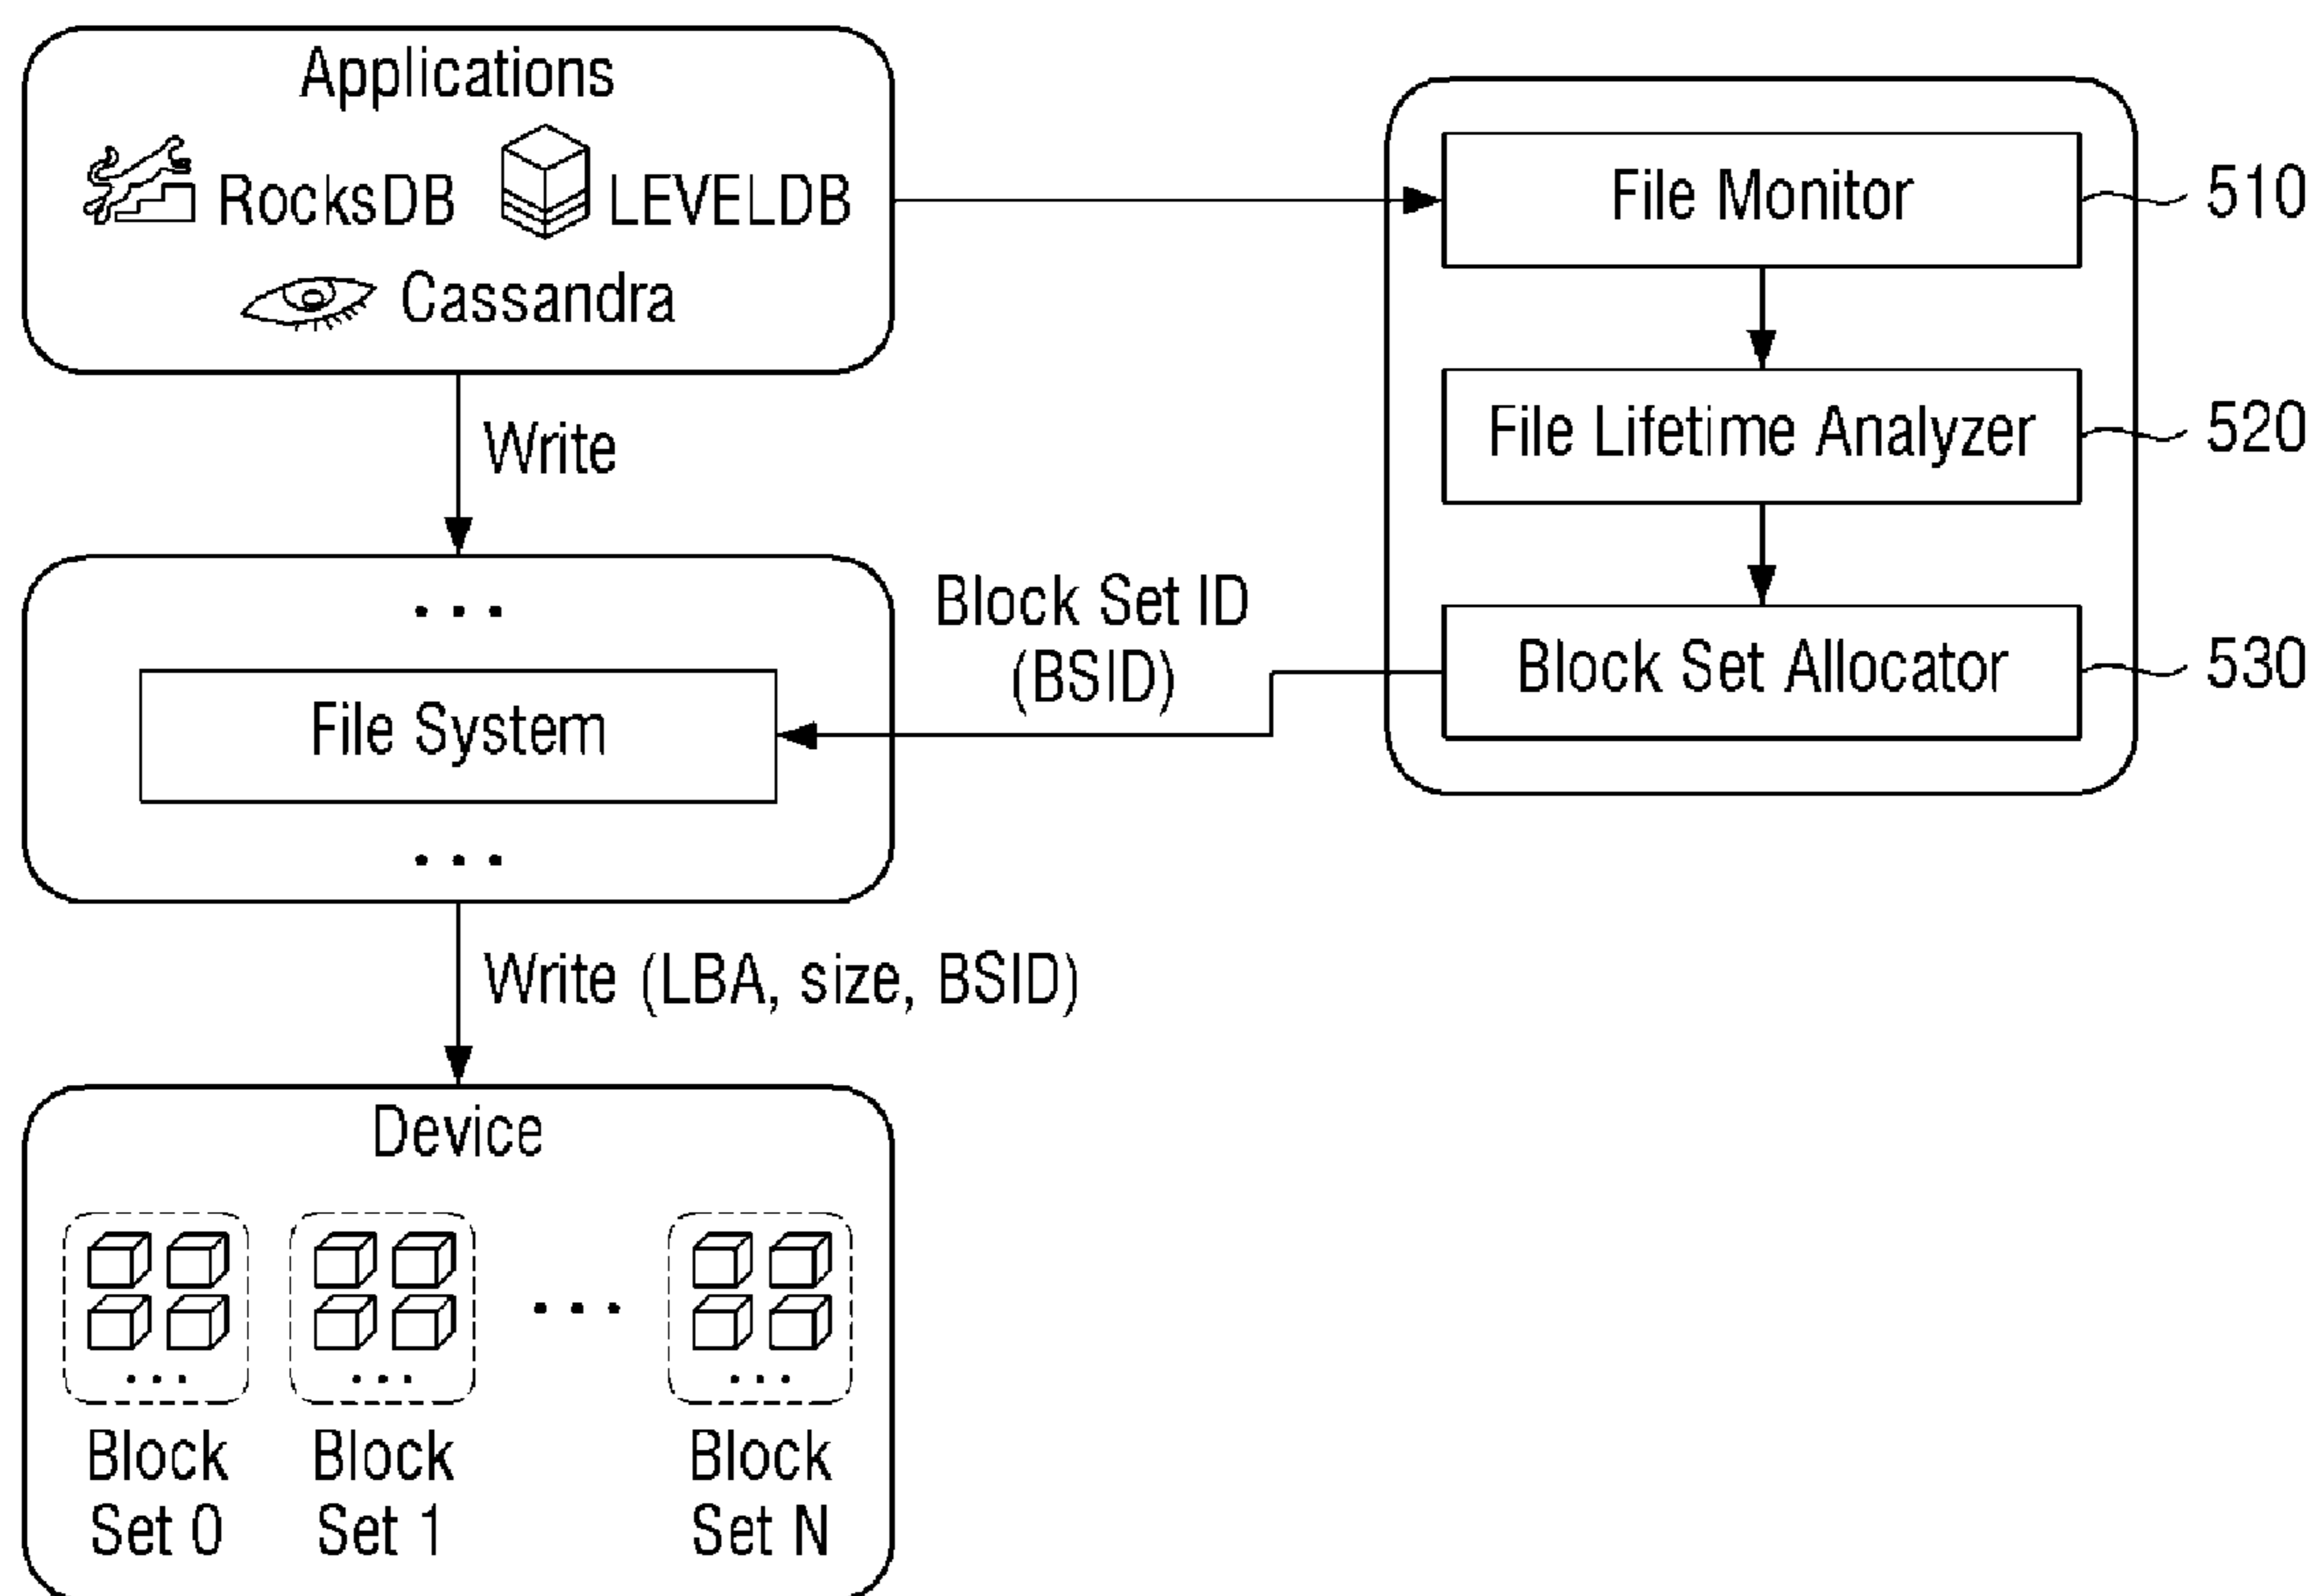 Applications
RocksDB
LEVELDB
Cassandra
File Monitor
510
Write
File Lifetime Analyzer
520
Block Set ID
(BSID)
Block Set Allocator
530
• • •
File System
• • •
Write (LBA, size, BSID)
Device
• • •
• • •
• • •
• • •
Block
Set 0
Block
Set 1
Block
Set N